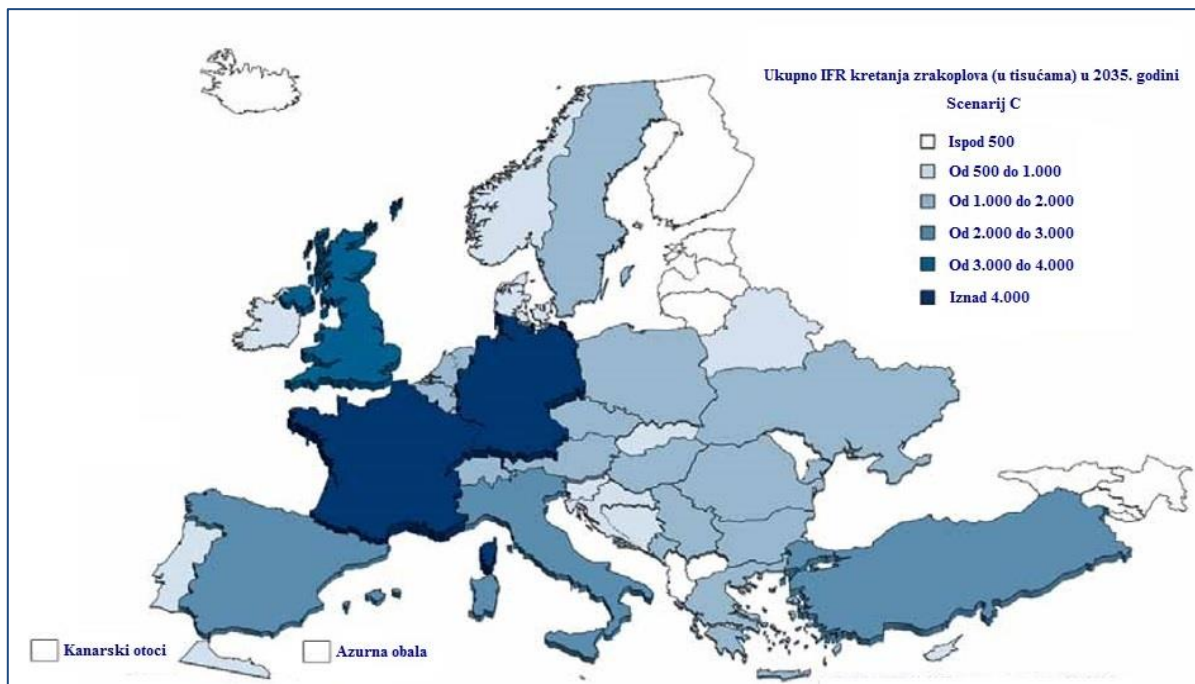 Ukupno IFR kretanja zrakoplova (u tisućama) u 2035. godini
Scenarij C
Ispod 500
Od 500 do 1.000
Od 1.000 do 2.000
Od 2.000 do 3.000
Od 3.000 do 4.000
Iznad 4.000
Kanarski otoci
Azurna obala